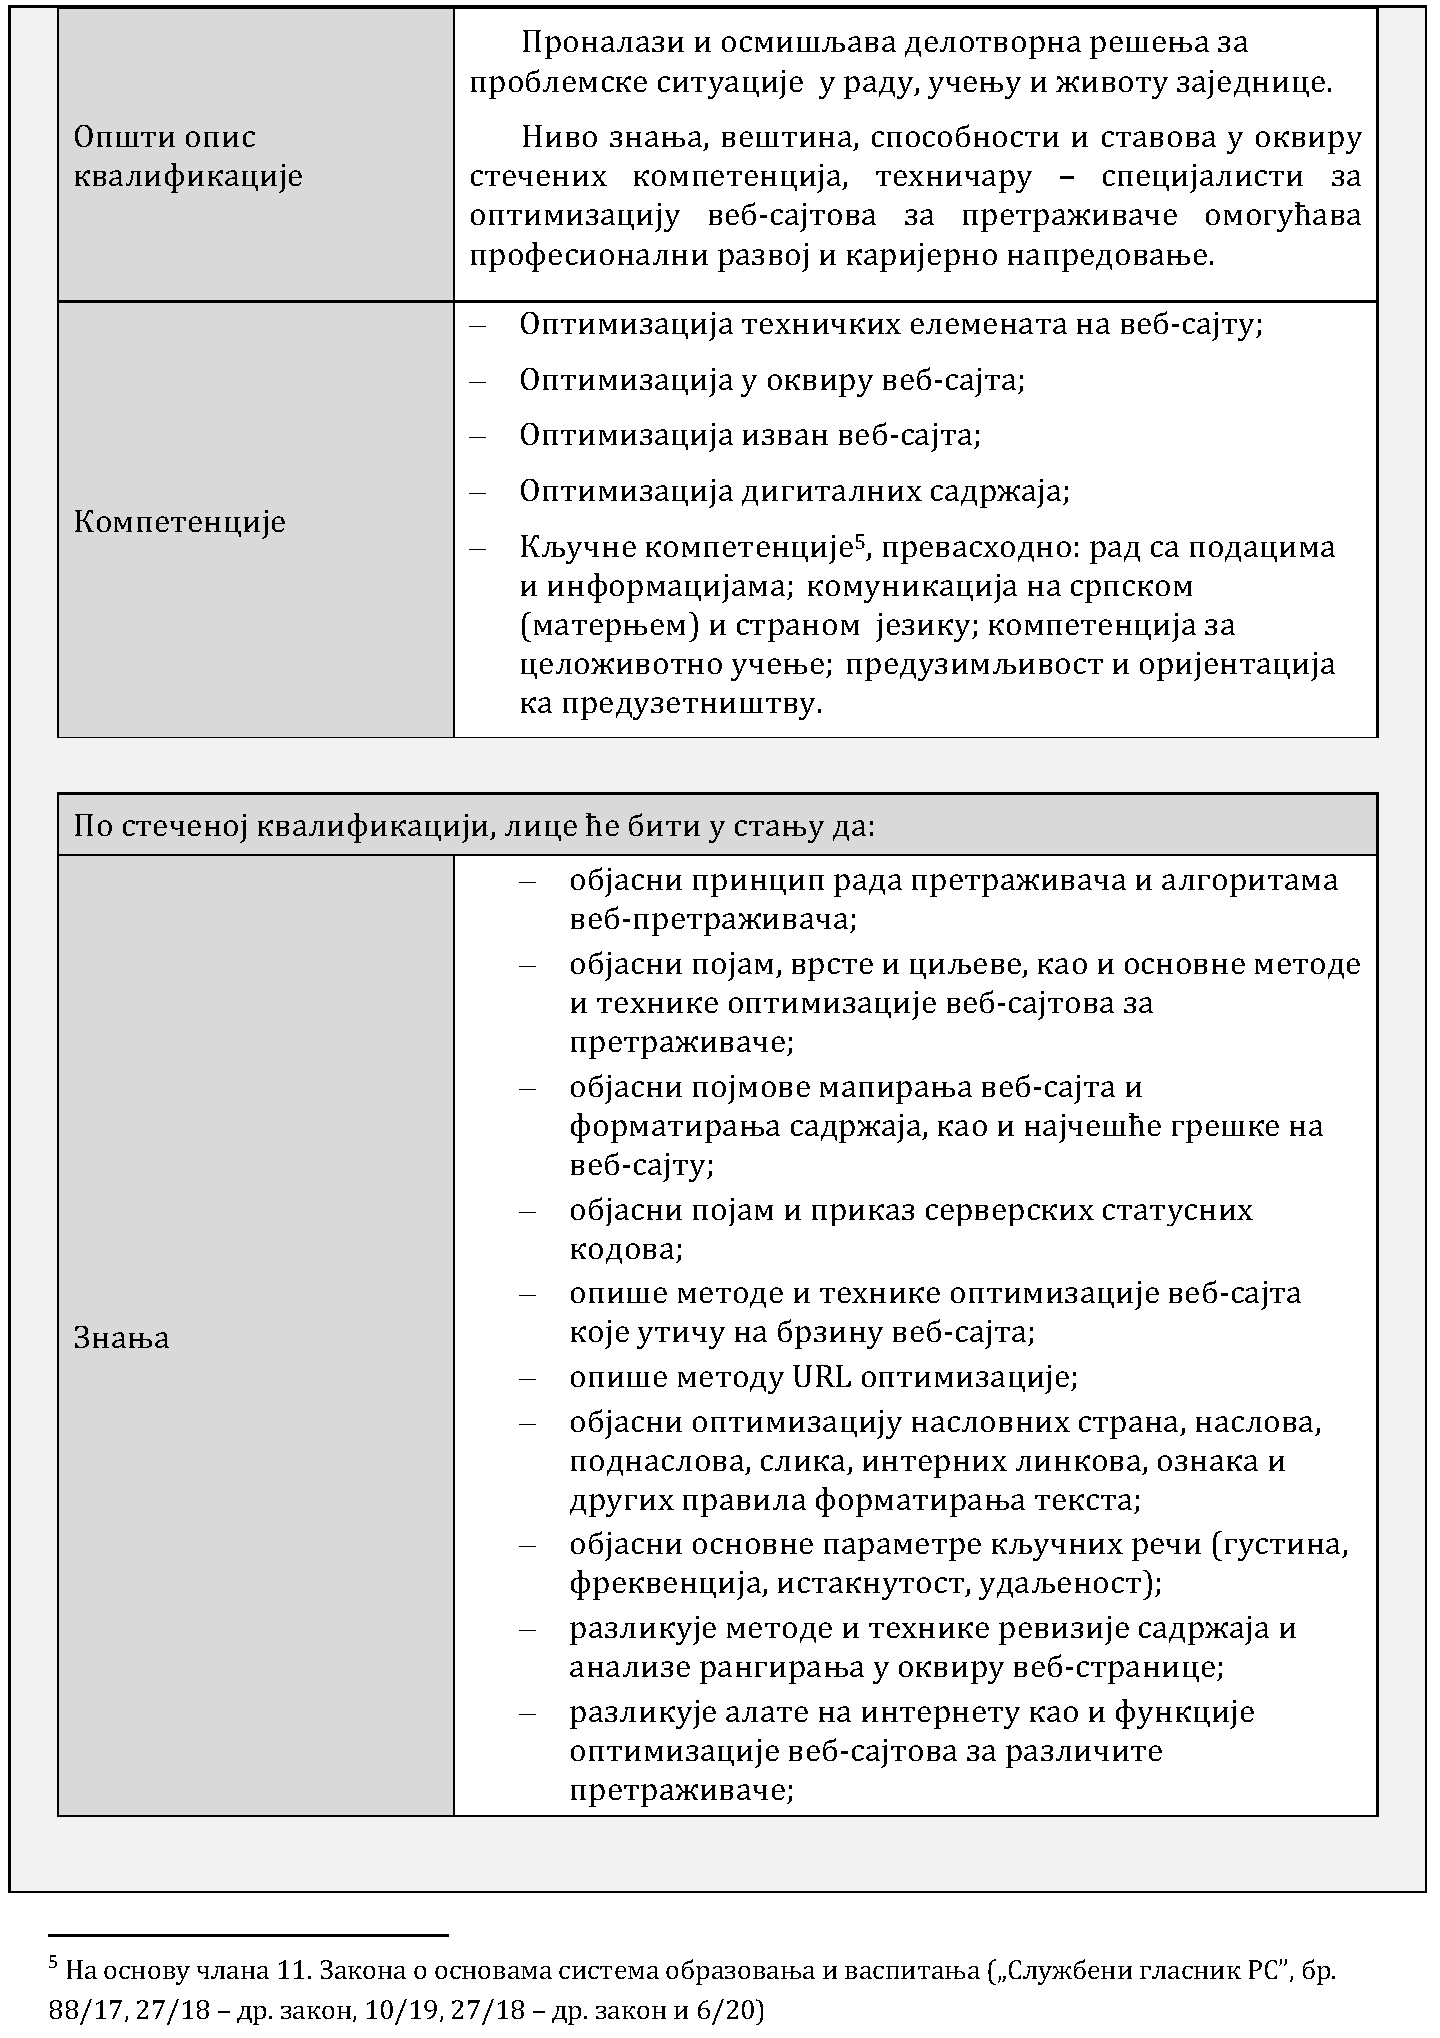 Општи опис
квалификације
Проналази и осмишљава делотворна решења за
проблемске ситуације у раду, учењу и животу заједнице.
Ниво знања, вештина, способности и ставова у оквиру
стечених компетенција, техничару – специјалисти за
оптимизацију веб-сајтова за претраживаче омогућава
професионални развој и каријерно напредовање.
Компетенције
– Оптимизација техничких елемената на веб-сајту;
– Оптимизација у оквиру веб-сајта;
– Оптимизација изван веб-сајта;
– Оптимизација дигиталних садржаја;
– Кључне компетенције⁵, превасходно: рад са подацима
и информацијама; комуникација на српском
(матерњем) и страном језику; компетенција за
целоживотно учење; предузимљивост и оријентација
ка предузетништву.
По стеченој квалификацији, лице ће бити у стању да:
Знања
– објасни принцип рада претраживача и алгоритама
веб-претраживача;
– објасни појам, врсте и циљеве, као и основне методе
и технике оптимизације веб-сајтова за
претраживаче;
– објасни појмове мапирања веб-сајта и
форматирања садржаја, као и најчешће грешке на
веб-сајту;
– објасни појам и приказ серверских статусних
кодова;
– опише методе и технике оптимизације веб-сајта
које утичу на брзину веб-сајта;
– опише методу URL оптимизације;
– објасни оптимизацију насловних страна, наслова,
поднаслова, слика, интерних линкова, ознака и
других правила форматирања текста;
– објасни основне параметре кључних речи (густина,
фреквенција, истакнутост, удаљеност);
– разликује методе и технике ревизије садржаја и
анализе рангирања у оквиру веб-странице;
– разликује алате на интернету као и функције
оптимизације веб-сајтова за различите
претраживаче;
⁵ На основу члана 11. Закона о основама система образовања и васпитања („Службени гласник РС”, бр.
88/17, 27/18 – др. закон, 10/19, 27/18 – др. закон и 6/20)